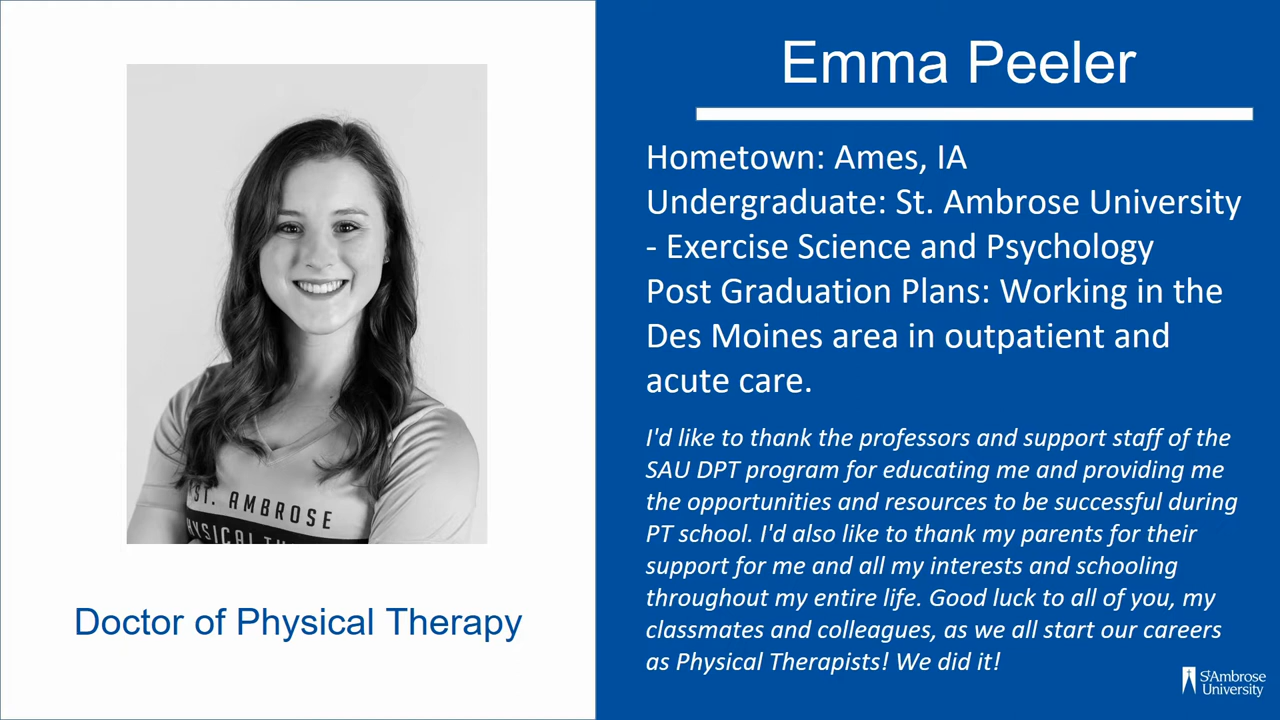 Emma Peeler
Hometown: Ames, IA
Undergraduate: St. Ambrose University
- Exercise Science and Psychology
Post Graduation Plans: Working in the
Des Moines area in outpatient and
acute care.
I'd like to thank the professors and support staff of the
SAU DPT program for educating me and providing me
the opportunities and resources to be successful during
PT school. I'd also like to thank my parents for their
support for me and all my interests and schooling
throughout my entire life. Good luck to all of you, my
classmates and colleagues, as we all start our careers
as Physical Therapists! We did it!
ST. AMBROSE
Doctor of Physical Therapy
St Ambrose
University